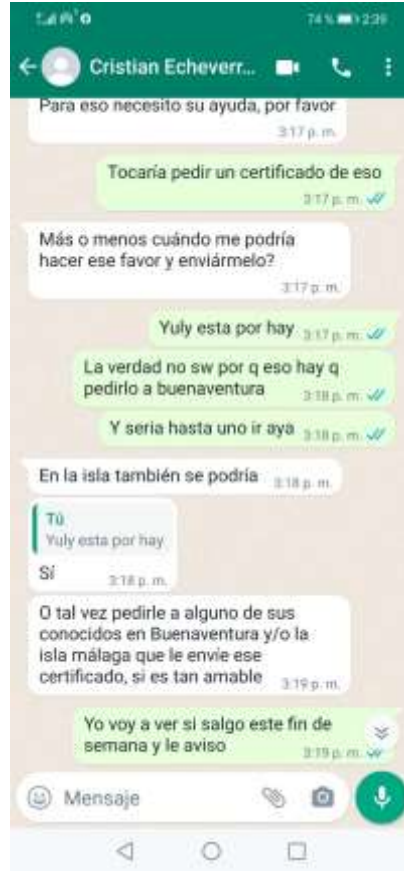 74 % 2:39
Cristian Echeverr...
Para eso necesito su ayuda, por favor
3:17 p. m.
Tocaría pedir un certificado de eso
3:17 p. m.
Más o menos cuándo me podría
hacer ese favor y enviármelo?
3:17 p. m.
Yuly esta por hay 3:17 p. m.
La verdad no sw por q eso hay q
pedirlo a buenaventura 3:18 p. m.
Y seria hasta uno ir aya 3:18 p. m.
En la isla también se podría 3:18 p. m.
Tú
Yuly esta por hay
Sí 3:18 p. m.
O tal vez pedirle a alguno de sus
conocidos en Buenaventura y/o la
isla málaga que le envíe ese
certificado, si es tan amable 3:19 p. m.
Yo voy a ver si salgo este fin de
semana y le aviso 3:19 p. m.
Mensaje